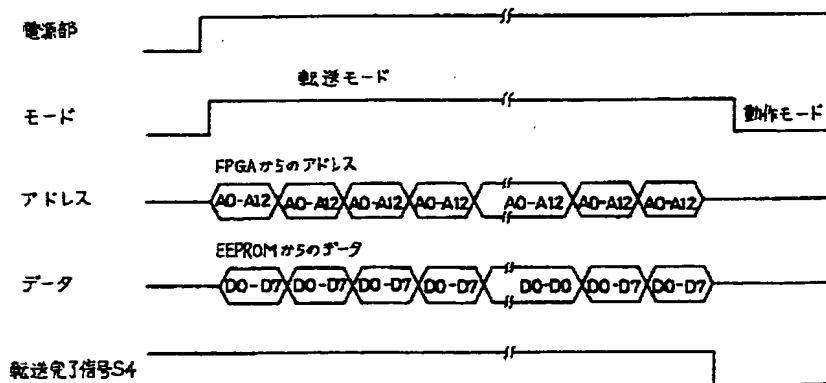 電源部
転送モード
モード
動作モード
FPGAからのアドレス
アドレス
A0-A12 A0-A12 A0-A12 A0-A12 A0-A12 A0-A12 A0-A12
EEPROMからのデータ
データ
D0-D7 D0-D7 D0-D7 D0-D7 D0-D0 D0-D7 D0-D7
転送完了信号S4